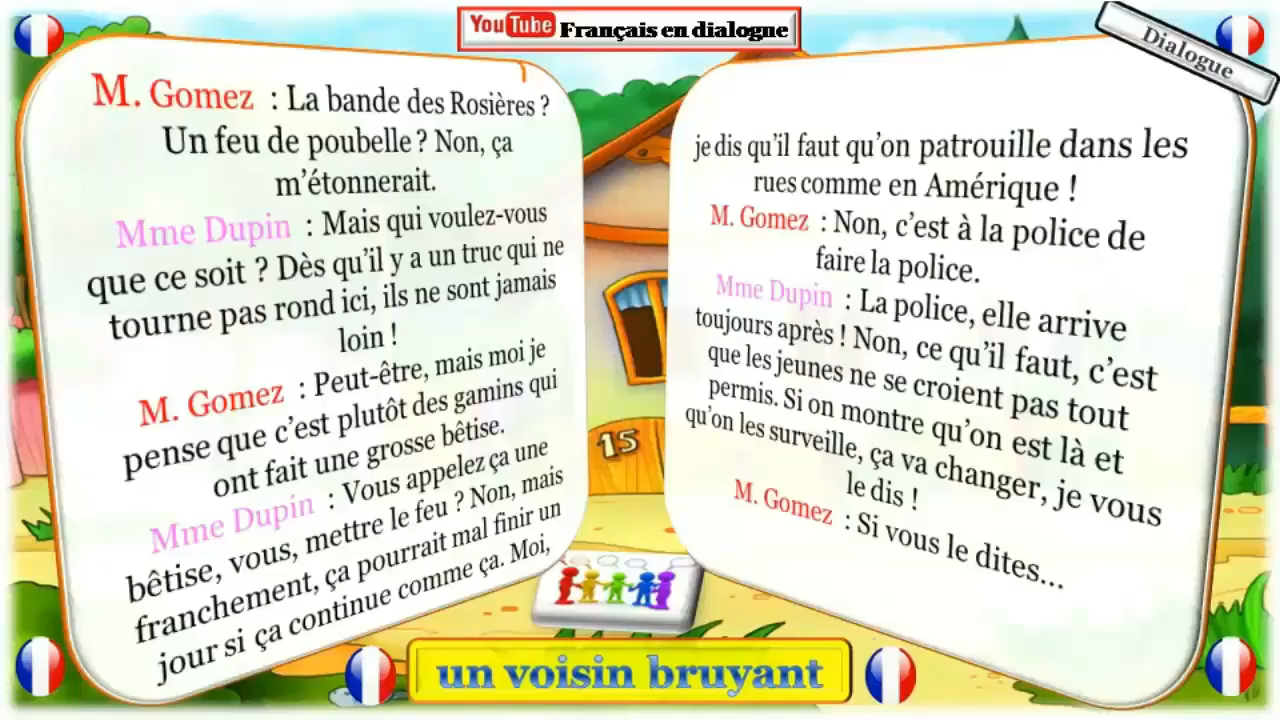 YouTube Français en dialogue
Dialogue
M. Gomez : La bande des Rosières ?
Un feu de poubelle ? Non, ça
m'étonnerait.
Mme Dupin : Mais qui voulez-vous
que ce soit ? Dès qu'il y a un truc qui ne
tourne pas rond ici, ils ne sont jamais
loin !
M. Gomez : Peut-être, mais moi je
pense que c'est plutôt des gamins qui
ont fait une grosse bêtise.
Mme Dupin : Vous appelez ça une
bêtise, vous, mettre le feu ? Non, mais
franchement, ça pourrait mal finir un
jour si ça continue comme ça. Moi,
je dis qu'il faut qu'on patrouille dans les
rues comme en Amérique !
M. Gomez : Non, c'est à la police de
faire la police.
Mme Dupin : La police, elle arrive
toujours après ! Non, ce qu'il faut, c'est
que les jeunes ne se croient pas tout
permis. Si on montre qu'on est là et
qu'on les surveille, ça va changer, je vous
le dis !
M. Gomez : Si vous le dites...
15
un voisin bruyant